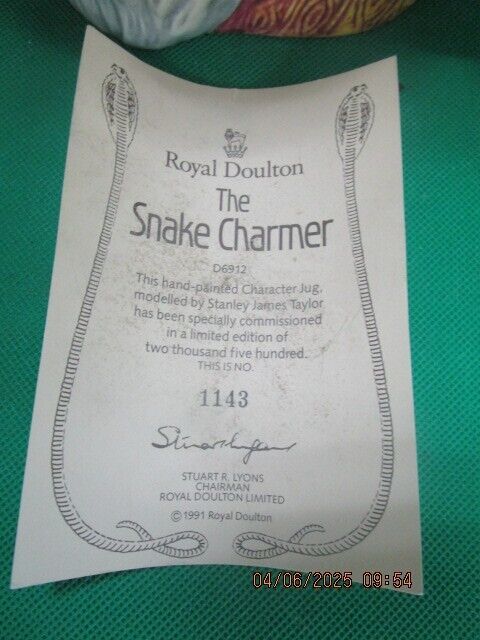 Royal Doulton
The
Snake Charmer
D6912
This hand-painted Character Jug,
modelled by Stanley James Taylor
has been specially commissioned
in a limited edition of
two thousand five hundred.
THIS IS NO.
1143
STUART R. LYONS
CHAIRMAN
ROYAL DOULTON LIMITED
© 1991 Royal Doulton
04/06/2025 09:54